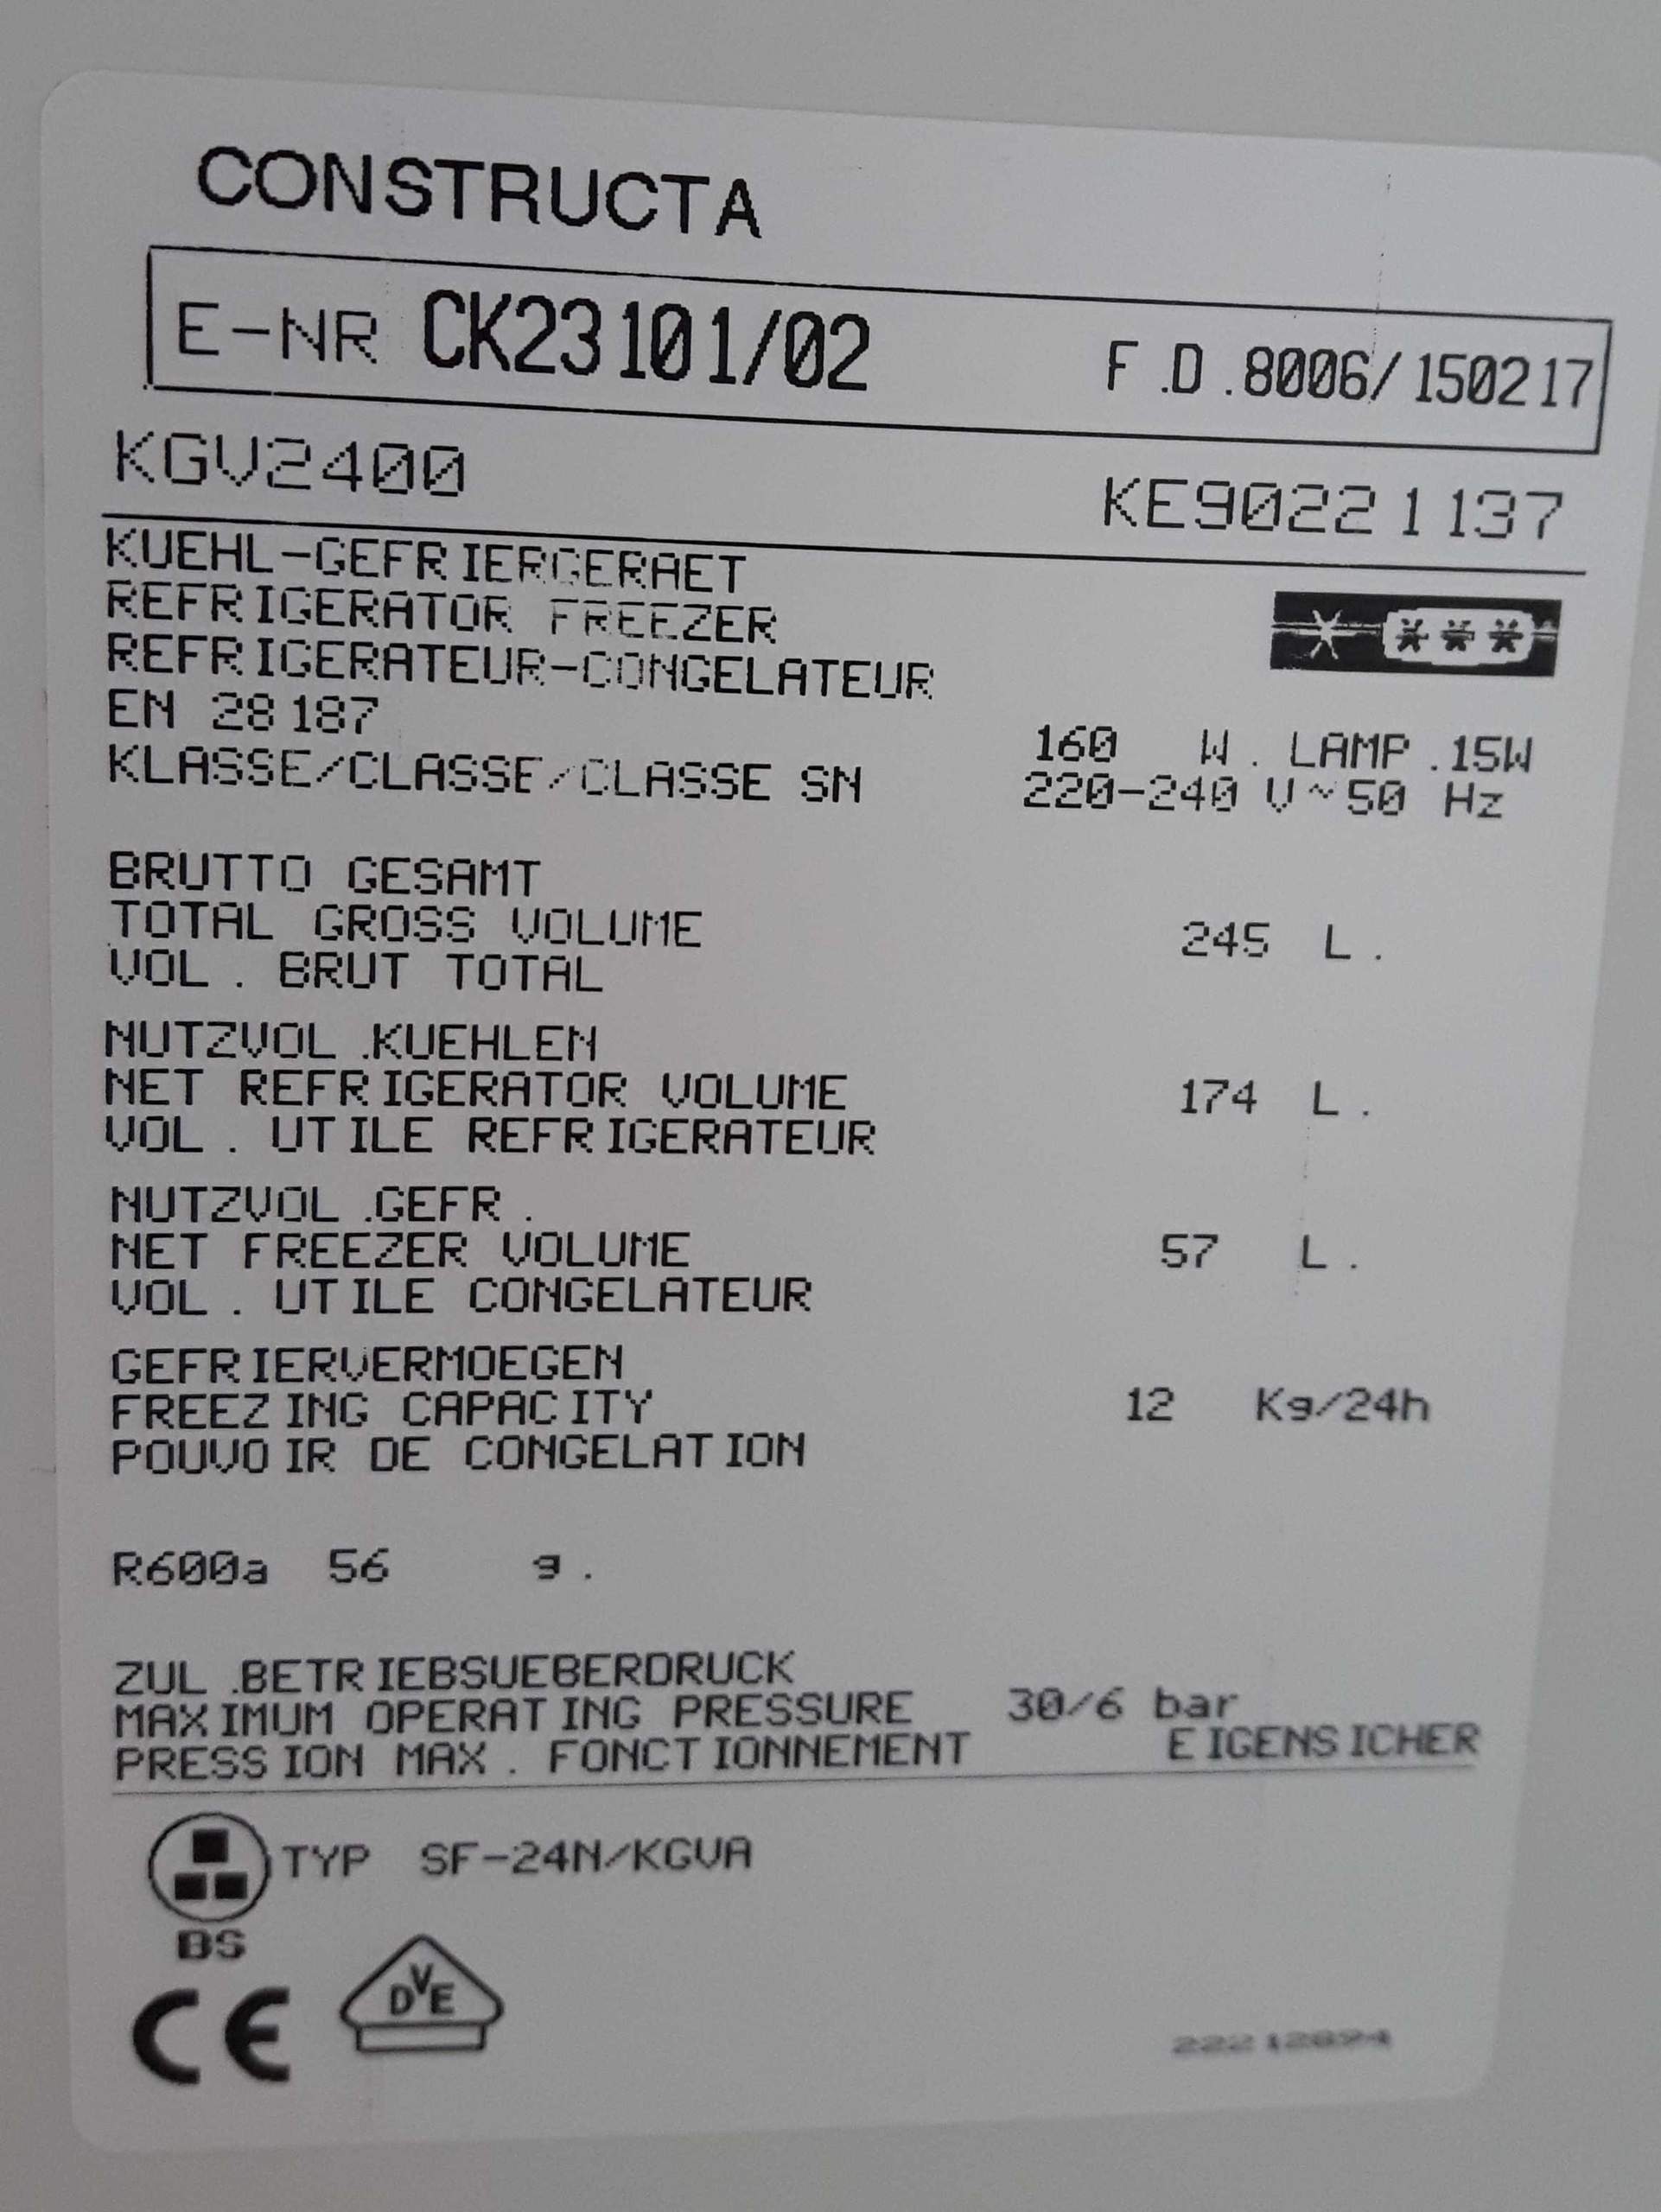 CONSTRUCTA
E-NR CK23101/02 F.D.8006/150217
KGV2400 KE90221137
KUEHL-GEFRIERGERAET
REFRIGERATOR FREEZER
REFRIGERATEUR-CONGELATEUR
EN 28187
160 W. LAMP.15W
KLASSE/CLASSE/CLASSE SN 220-240 V~50 Hz
BRUTTO GESAMT
TOTAL GROSS VOLUME 245 L.
VOL. BRUT TOTAL
NUTZVOL.KUEHLEN
NET REFRIGERATOR VOLUME 174 L.
VOL. UTILE REFRIGERATEUR
NUTZVOL.GEFR.
NET FREEZER VOLUME 57 L.
VOL. UTILE CONGELATEUR
GEFRIERVERMOEGEN
FREEZING CAPACITY 12 Kg/24h
POUVOIR DE CONGELATION
R600a 56 g.
ZUL.BETRIEBSUEBERDRUCK
MAXIMUM OPERATING PRESSURE 30/6 bar
PRESSION MAX. FONCTIONNEMENT EIGENSICHER
TYP SF-24N/KGVA
BS
CE DVE